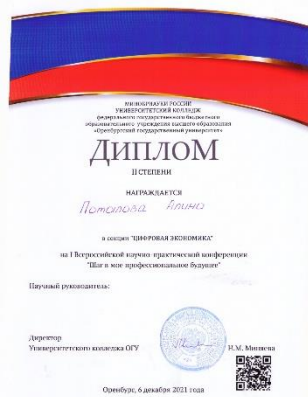 МИНОБРНАУКИ РОССИИ
УНИВЕРСИТЕТСКИЙ КОЛЛЕДЖ
федерального государственного бюджетного
образовательного учреждения высшего образования
«Оренбургский государственный университет»
ДИПЛОМ
II СТЕПЕНИ
НАГРАЖДАЕТСЯ
Потапова Алина
в секции "ЦИФРОВАЯ ЭКОНОМИКА"
на I Всероссийской научно-практической конференции
"Шаг в мое профессиональное будущее"
Научный руководитель:
Директор
Университетского колледжа ОГУ
И.М. Минеева
Оренбург, 6 декабря 2021 года